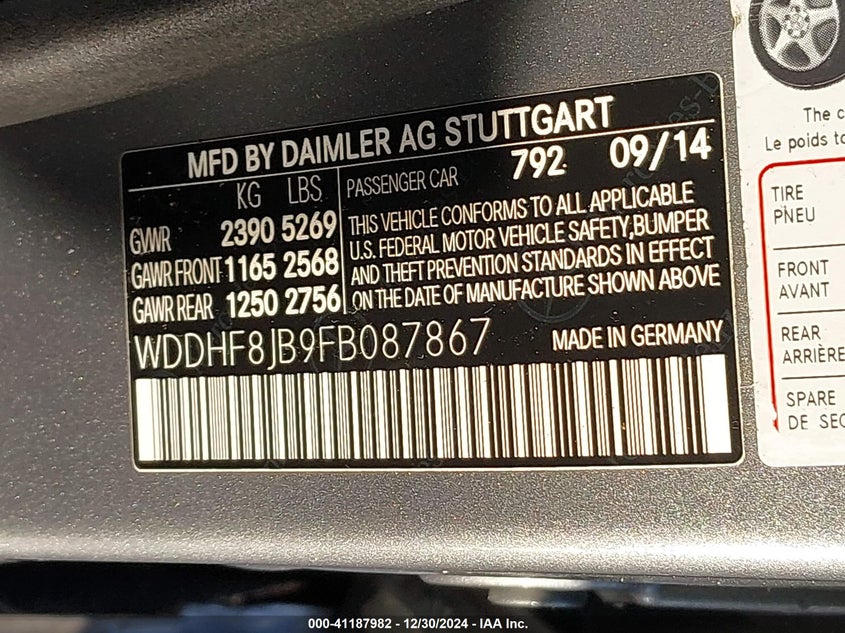 MFD BY DAIMLER AG STUTTGART
KG LBS
PASSENGER CAR 792 09/14
GVWR 2390 5269
GAWR FRONT 1165 2568
GAWR REAR 1250 2756
THIS VEHICLE CONFORMS TO ALL APPLICABLE
U.S. FEDERAL MOTOR VEHICLE SAFETY,BUMPER
AND THEFT PREVENTION STANDARDS IN EFFECT
ON THE DATE OF MANUFACTURE SHOWN ABOVE
WDDHF8JB9FB087867
MADE IN GERMANY
The c
Le poids to
TIRE
PNEU
FRONT
AVANT
REAR
ARRIÈRE
SPARE
DE SEC
000-41187982 / 12/30/2024 / IAA Inc.